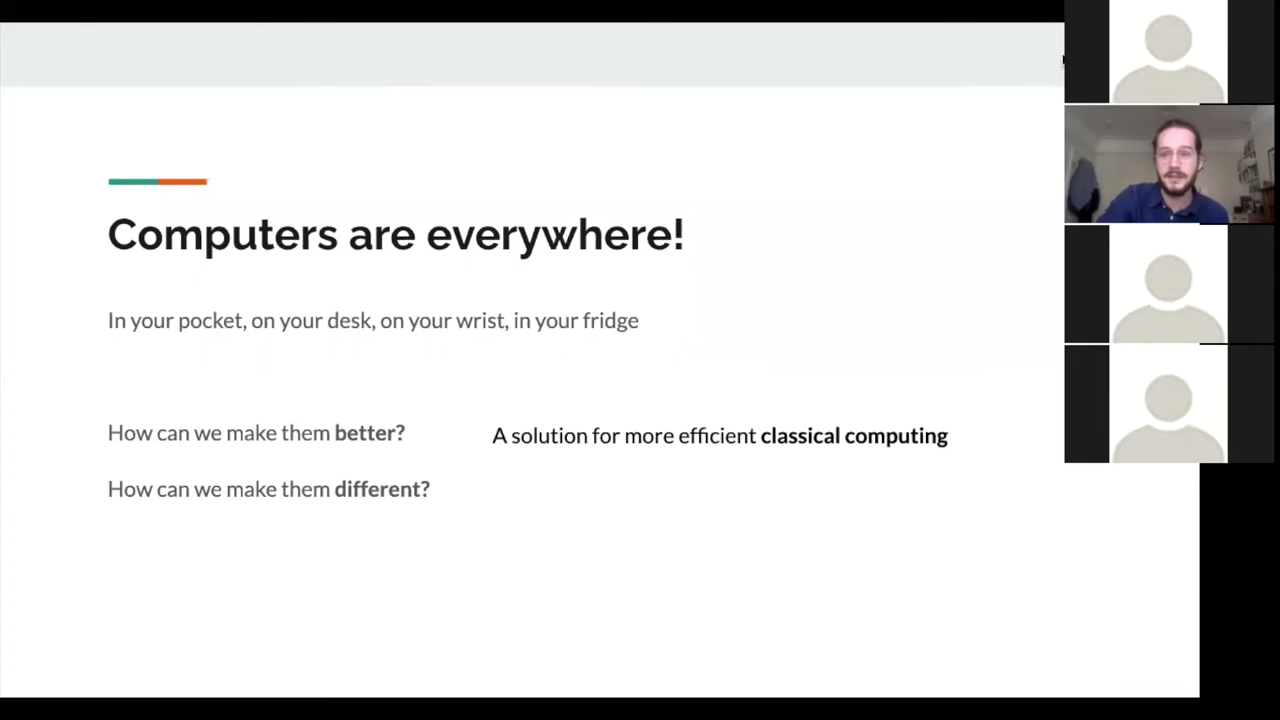 Computers are everywhere!
In your pocket, on your desk, on your wrist, in your fridge
How can we make them better?
A solution for more efficient classical computing
How can we make them different?